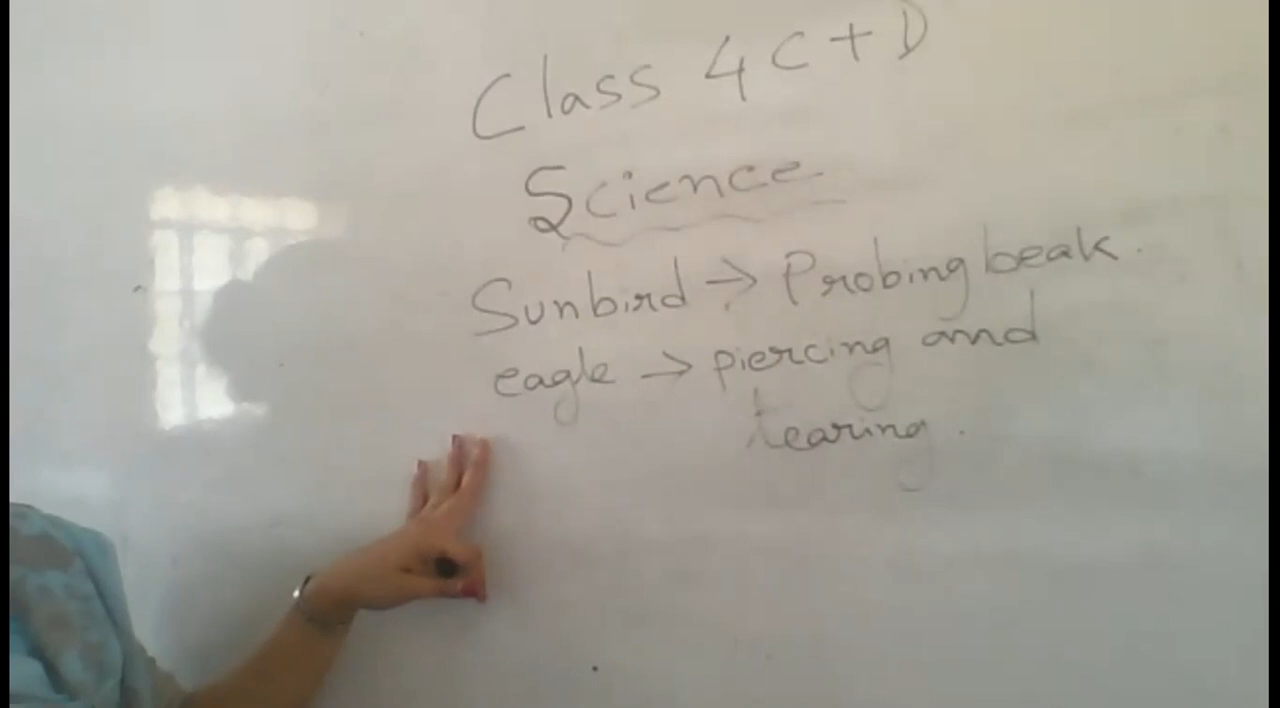 Class 4 C + D
Science
Sunbird → Probing beak.
eagle → piercing and
tearing.